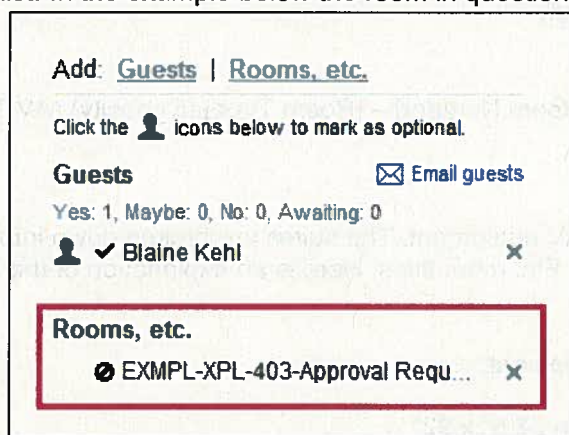 Add: Guests | Rooms, etc.
Click the icons below to mark as optional.
Guests Email guests
Yes: 1, Maybe: 0, No: 0, Awaiting: 0
Blaine Kehl
Rooms, etc.
EXMPL-XPL-403-Approval Requ...